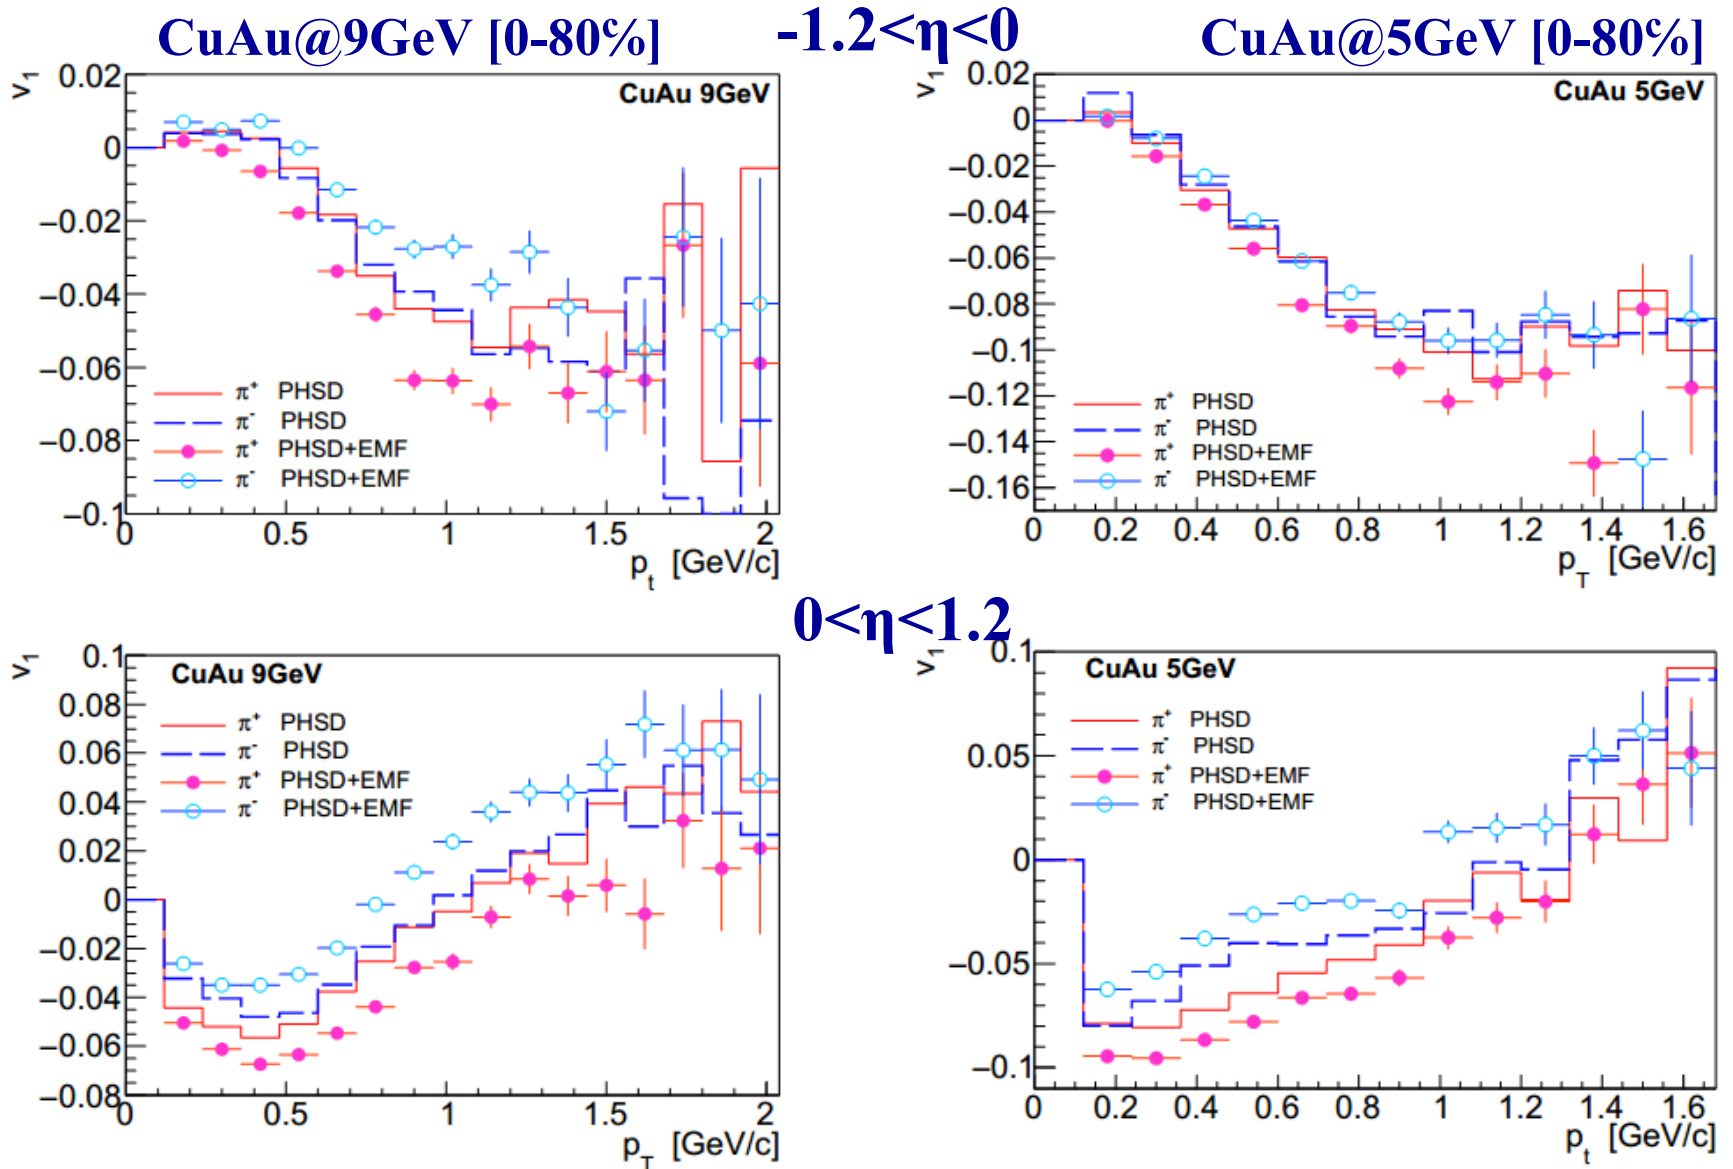 CuAu@9GeV [0-80%]
-1.2<η<0
CuAu@5GeV [0-80%]
v1
0.02
0
−0.02
−0.04
−0.06
−0.08
−0.1
CuAu 9GeV
π+ PHSD
π- PHSD
π+ PHSD+EMF
π- PHSD+EMF
0 0.5 1 1.5 2
pt [GeV/c]
v1
0.02
0
−0.02
−0.04
−0.06
−0.08
−0.1
−0.12
−0.14
−0.16
CuAu 5GeV
π+ PHSD
π- PHSD
π+ PHSD+EMF
π- PHSD+EMF
0 0.2 0.4 0.6 0.8 1 1.2 1.4 1.6
pT [GeV/c]
0<η<1.2
v1
0.1
0.08
0.06
0.04
0.02
0
−0.02
−0.04
−0.06
−0.08
CuAu 9GeV
π+ PHSD
π- PHSD
π+ PHSD+EMF
π- PHSD+EMF
0 0.5 1 1.5 2
pT [GeV/c]
v1
0.1
0.05
0
−0.05
−0.1
CuAu 5GeV
π+ PHSD
π- PHSD
π+ PHSD+EMF
π- PHSD+EMF
0 0.2 0.4 0.6 0.8 1 1.2 1.4 1.6
pt [GeV/c]